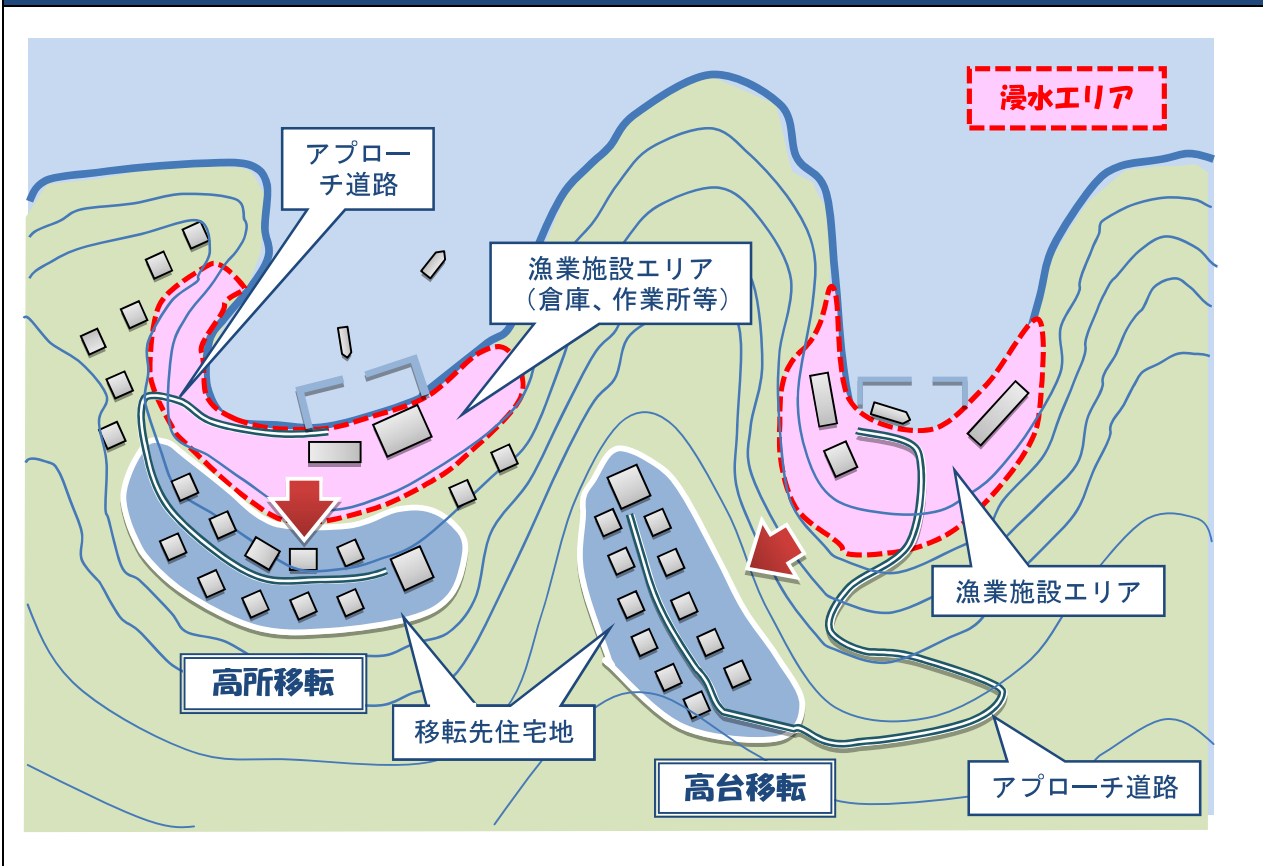 浸水エリア
アプロー
チ道路
漁業施設エリア
（倉庫、作業所等）
漁業施設エリア
高所移転
移転先住宅地
高台移転
アプローチ道路